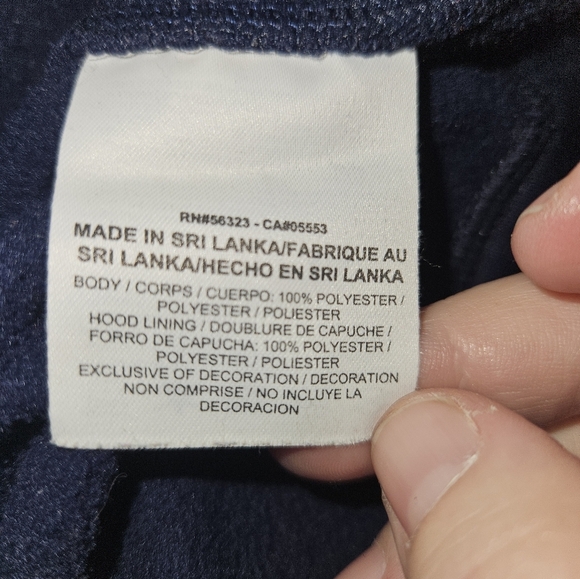 RN#56323 - CA#05553
MADE IN SRI LANKA/FABRIQUE AU
SRI LANKA/HECHO EN SRI LANKA
BODY / CORPS / CUERPO: 100% POLYESTER /
POLYESTER / POLIESTER
HOOD LINING / DOUBLURE DE CAPUCHE /
FORRO DE CAPUCHA: 100% POLYESTER /
POLYESTER / POLIESTER
EXCLUSIVE OF DECORATION / DECORATION
NON COMPRISE / NO INCLUYE LA
DECORACION